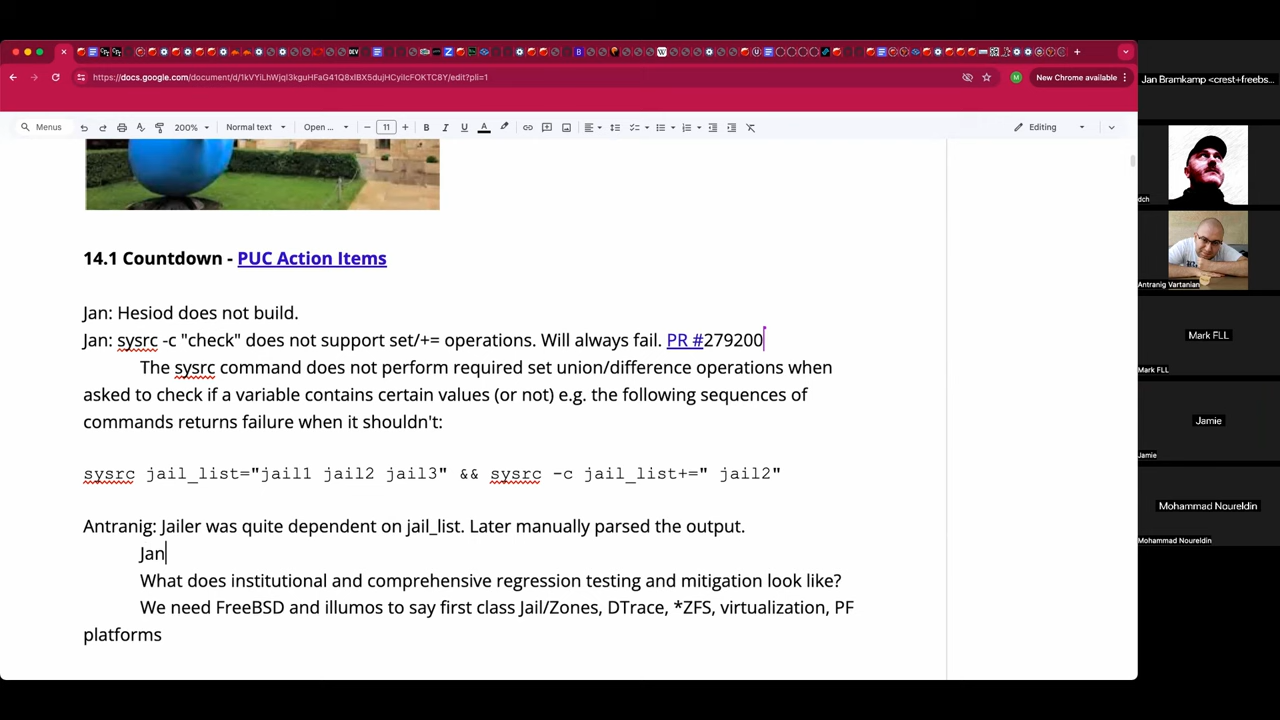 https://docs.google.com/document/d/1kVYiLhWjqI3kguHFaG41Q8xlBX5dujHCyiIcFOKTC8Y/edit?pli=1
New Chrome available
Menus
200%
Normal text
Open ...
11
Editing
14.1 Countdown - PUC Action Items
Jan: Hesiod does not build.
Jan: sysrc -c "check" does not support set/+= operations. Will always fail. PR #279200
The sysrc command does not perform required set union/difference operations when
asked to check if a variable contains certain values (or not) e.g. the following sequences of
commands returns failure when it shouldn't:
sysrc jail_list="jail1 jail2 jail3" && sysrc -c jail_list+=" jail2"
Antranig: Jailer was quite dependent on jail_list. Later manually parsed the output.
Jan
What does institutional and comprehensive regression testing and mitigation look like?
We need FreeBSD and illumos to say first class Jail/Zones, DTrace, *ZFS, virtualization, PF
platforms
Jan Bramkamp <crest+freebs...
dch
Antranig Vartanian
Mark FLL
Mark FLL
Jamie
Jamie
Mohammad Noureldin
Mohammad Noureldin